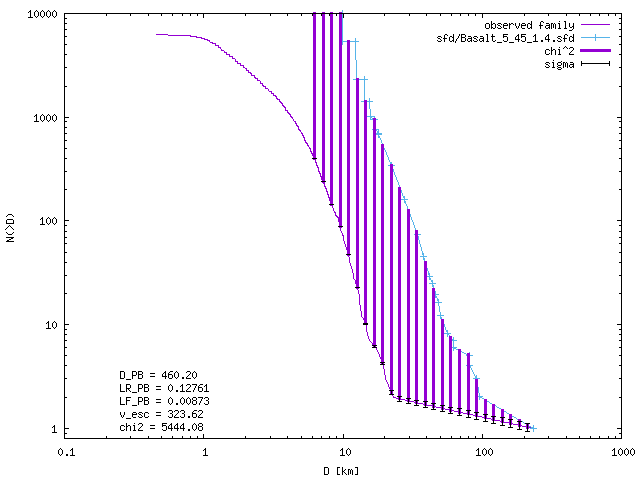 10000
1000
100
10
1
0.1
1
10
100
1000
N(>D)
D [km]
observed family
sfd/Basalt_5_45_1.4.sfd
chi^2
sigma
D_PB = 460.20
LR_PB = 0.12761
LF_PB = 0.00873
v_esc = 323.62
chi2 = 5444.08